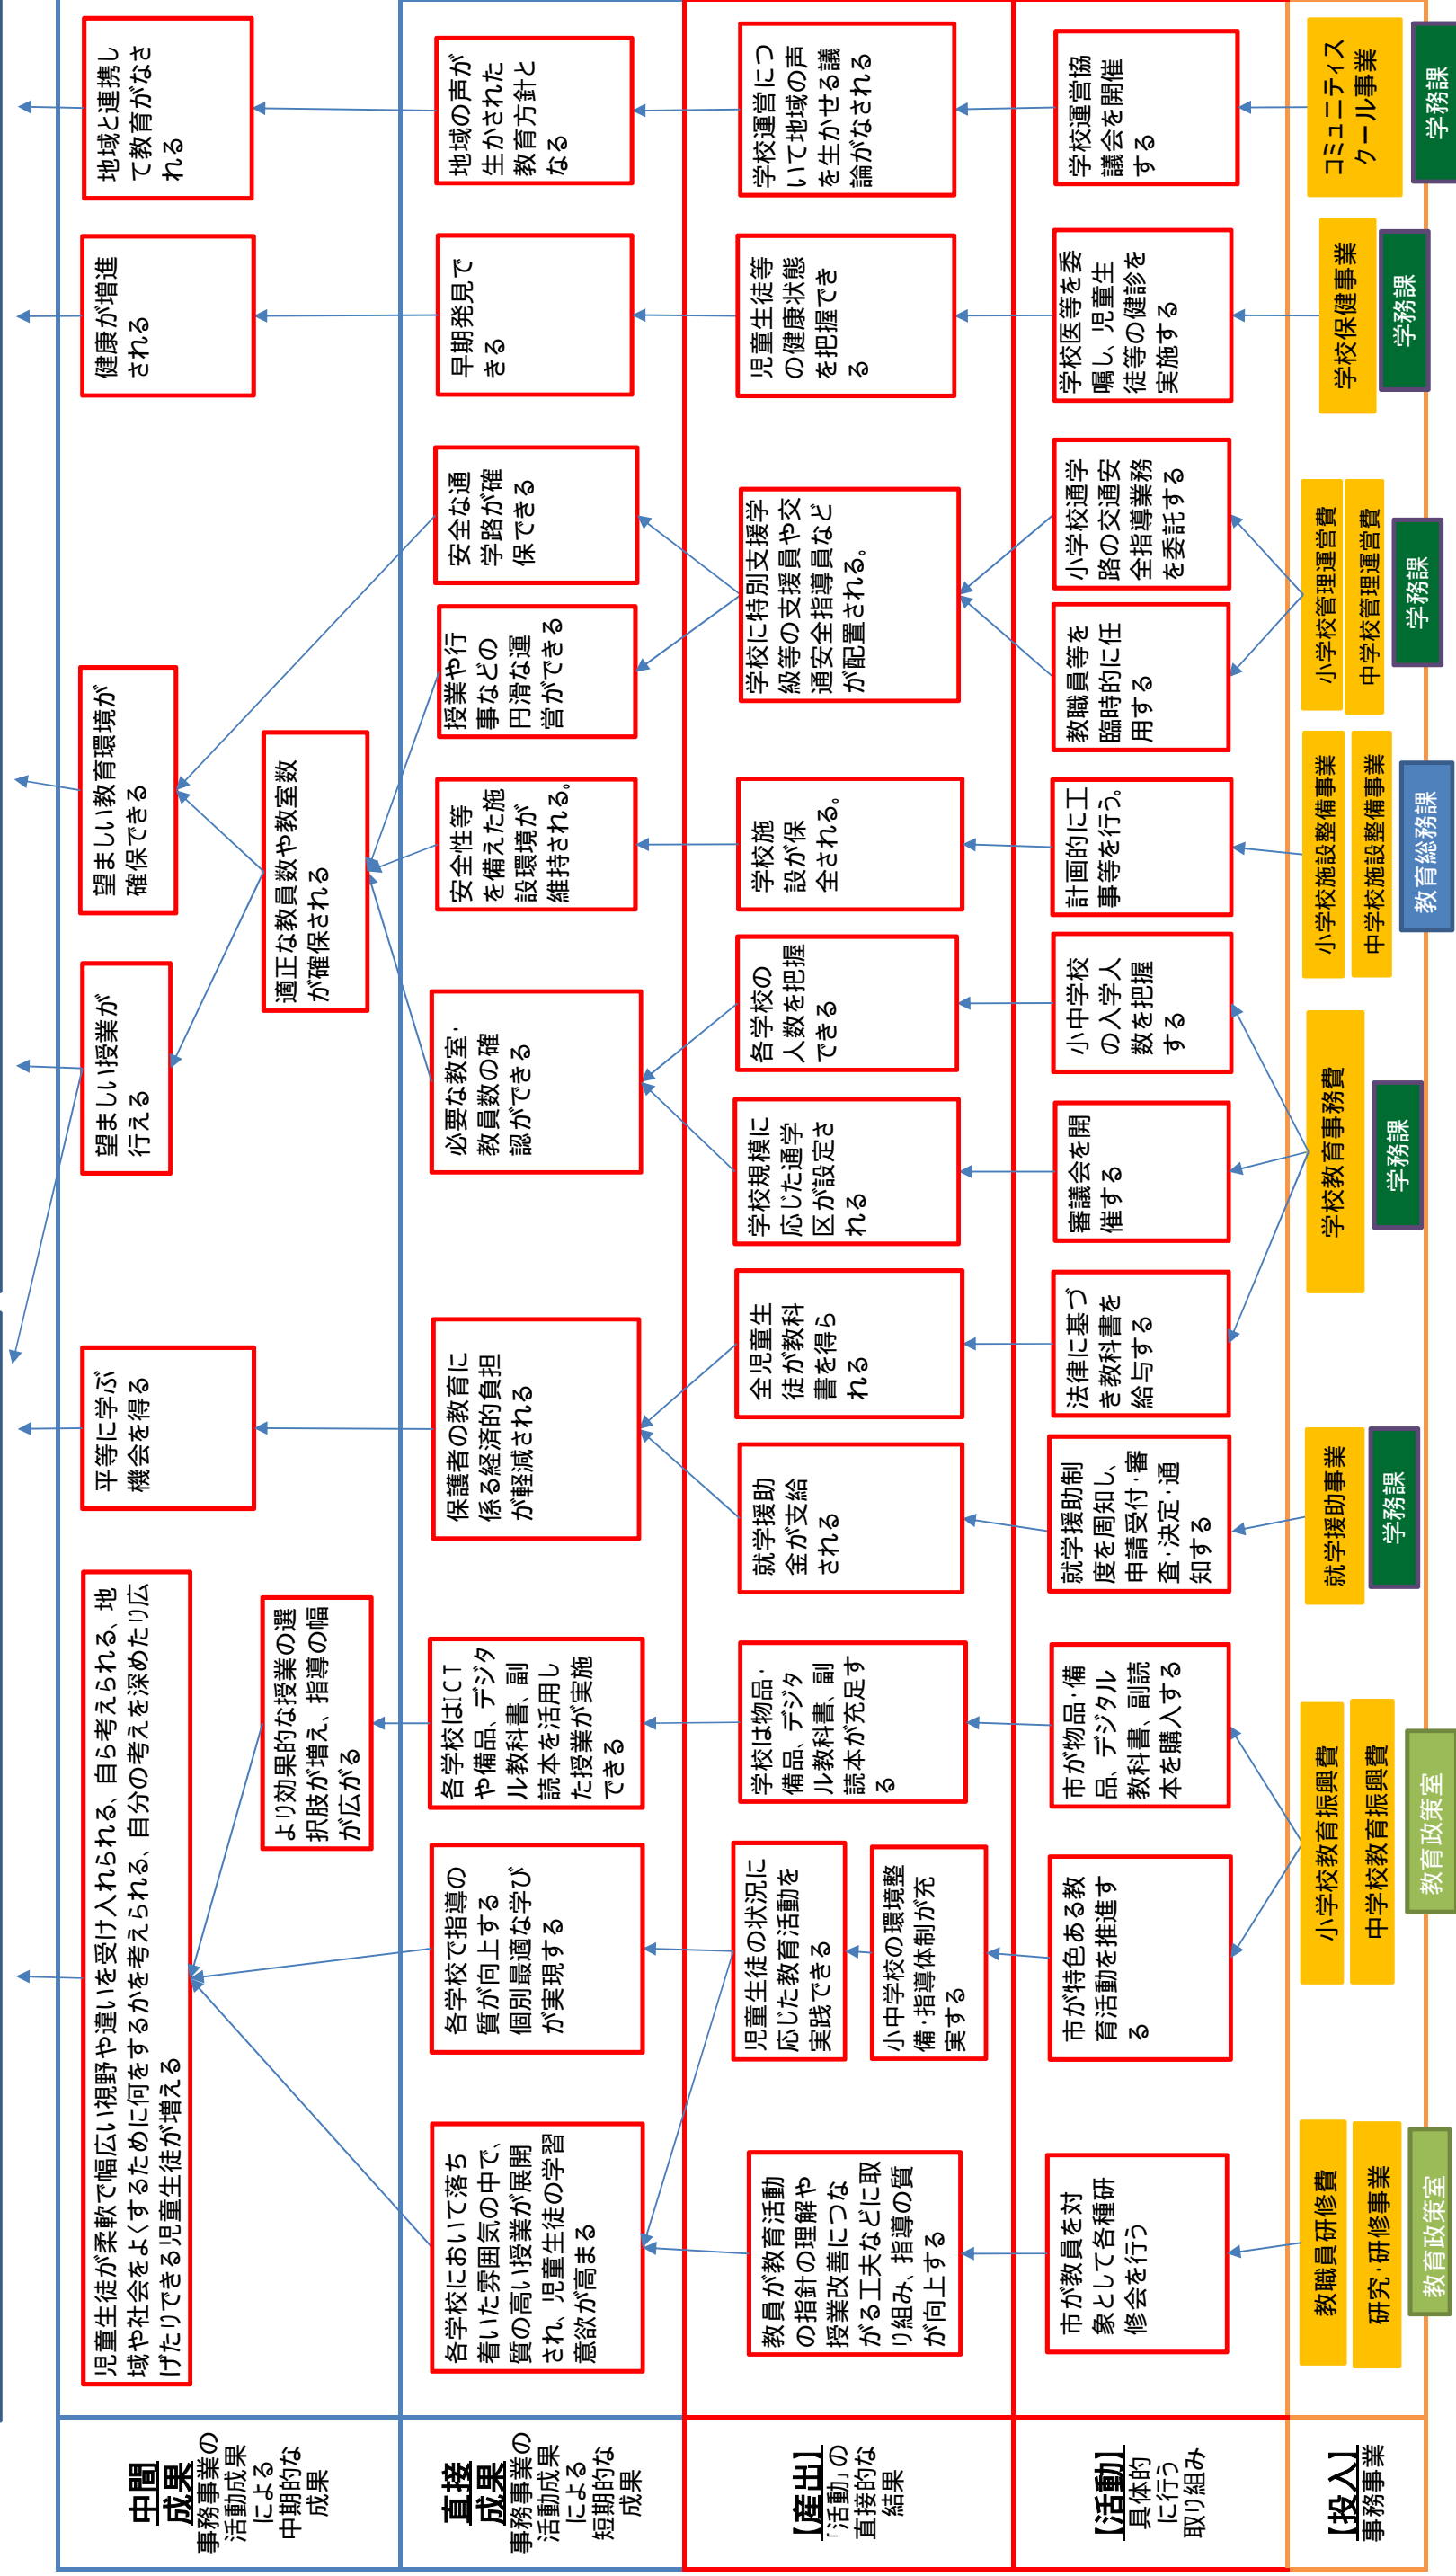 中間
成果
事務事業の
活動成果
による
中期的な
成果
児童生徒が柔軟で幅広い視野や違いを受け入れられる、自ら考えられる、地
域や社会をよくするために何をするかを考えられる、自分の考えを深めたり広
げたりできる児童生徒が増える
より効果的な授業の選
択肢が増え、指導の幅
が広がる
平等に学ぶ
機会を得る
望ましい授業が
行える
望ましい教育環境が
確保できる
適正な教員数や教室数
が確保される
健康が増進
される
地域と連携し
て教育がなさ
れる
直接
成果
事務事業の
活動成果
による
短期的な
成果
各学校において落ち
着いた雰囲気の中で、
質の高い授業が展開
され、児童生徒の学習
意欲が高まる
各学校で指導の
質が向上する
個別最適な学び
が実現する
各学校はICT
や備品、デジタ
ル教科書、副
読本を活用し
た授業が実施
できる
保護者の教育に
係る経済的負担
が軽減される
必要な教室・
教員数の確
認ができる
安全性等
を備えた施
設環境が
維持される。
授業や行
事などの
円滑な運
営ができる
安全な通
学路が確
保できる
早期発見で
きる
地域の声が
生かされた
教育方針と
なる
【産出】
「活動」の
直接的な
結果
教員が教育活動
の指針の理解や
授業改善につな
がる工夫などに取
り組み、指導の質
が向上する
児童生徒の状況に
応じた教育活動を
実践できる
小中学校の環境整
備・指導体制が充
実する
学校は物品・
備品、デジタ
ル教科書、副
読本が充足す
る
就学援助
金が支給
される
全児童生
徒が教科
書を得ら
れる
学校規模に
応じた通学
区が設定さ
れる
各学校の
人数を把握
できる
学校施
設が保
全される。
学校に特別支援学
級等の支援員や交
通安全指導員など
が配置される。
児童生徒等
の健康状態
を把握でき
る
学校運営につ
いて地域の声
を生かせる議
論がなされる
【活動】
具体的
に行う
取り組み
市が教員を対
象として各種研
修会を行う
市が特色ある教
育活動を推進す
る
市が物品・備
品、デジタル
教科書、副読
本を購入する
就学援助制
度を周知し、
申請受付・審
査・決定・通
知する
法律に基づ
き教科書を
給与する
審議会を開
催する
小中学校
の入学人
数を把握
する
計画的に工
事等を行う。
教職員等を
臨時的に任
用する
小学校通学
路の交通安
全指導業務
を委託する
学校医等を委
嘱し、児童生
徒等の健診を
実施する
学校運営協
議会を開催
する
【投入】
事務事業
教職員研修費
研究・研修事業
教育政策室
小学校教育振興費
中学校教育振興費
教育政策室
就学援助事業
学務課
学校教育事務費
学務課
小学校施設整備事業
中学校施設整備事業
教育総務課
小学校管理運営費
中学校管理運営費
学務課
学校保健事業
学務課
コミュニティス
クール事業
学務課